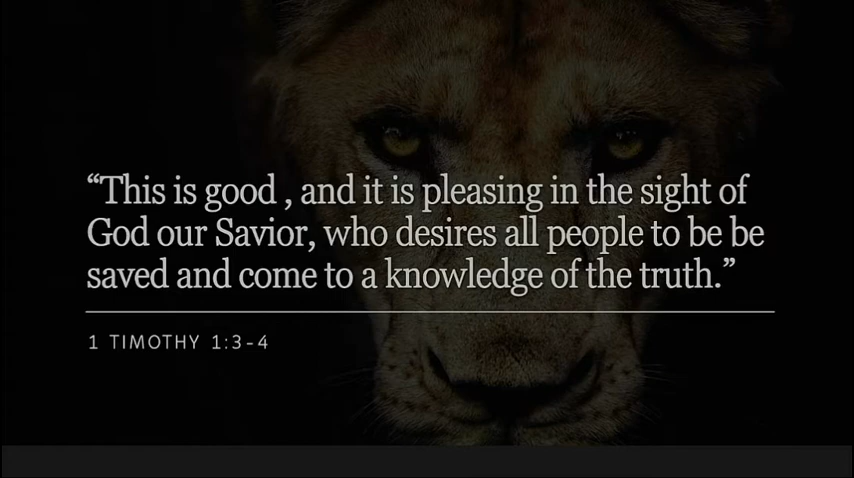 “This is good , and it is pleasing in the sight of
God our Savior, who desires all people to be be
saved and come to a knowledge of the truth.”
1 TIMOTHY 1:3-4